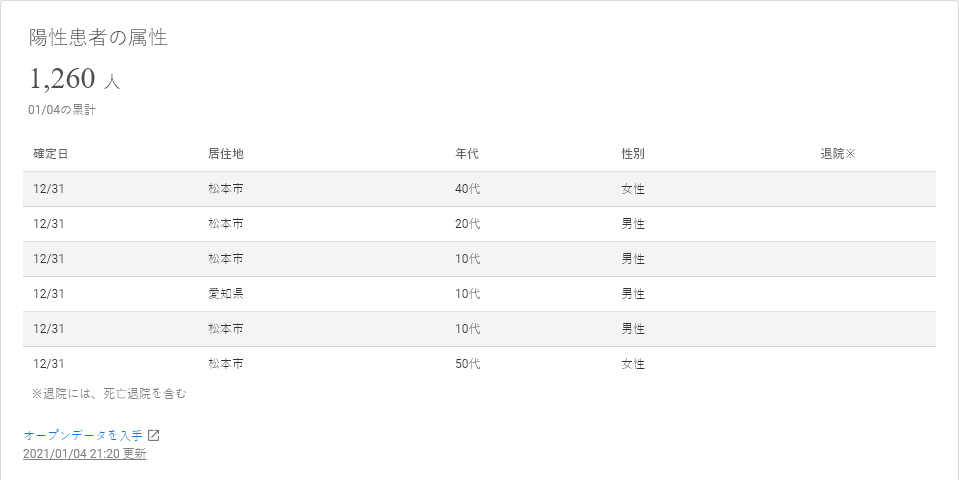 陽性患者の属性
1,260 人
01/04の累計
確定日 居住地 年代 性別 退院※
12/31 松本市 40代 女性
12/31 松本市 20代 男性
12/31 松本市 10代 男性
12/31 愛知県 10代 男性
12/31 松本市 10代 男性
12/31 松本市 50代 女性
※退院には、死亡退院を含む
オープンデータを入手
2021/01/04 21:20 更新